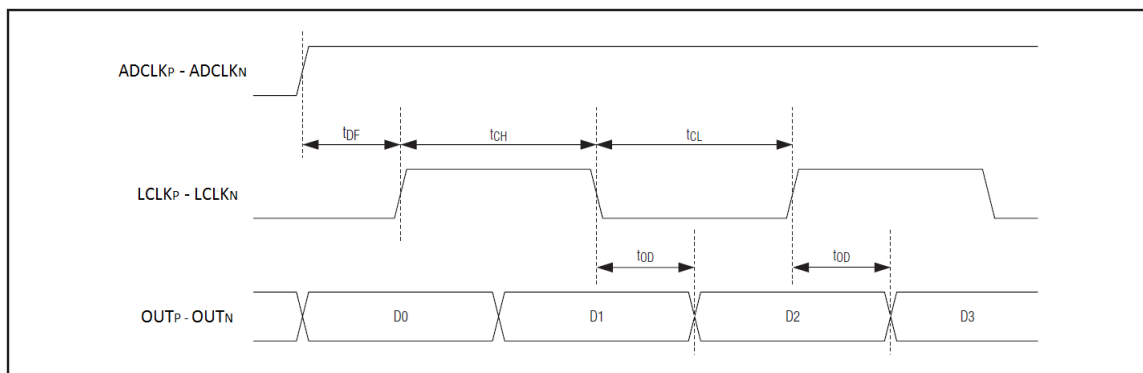 ADCLKP - ADCLKN
tDF tCH tCL
LCLKP - LCLKN
tOD tOD
OUTP - OUTN D0 D1 D2 D3